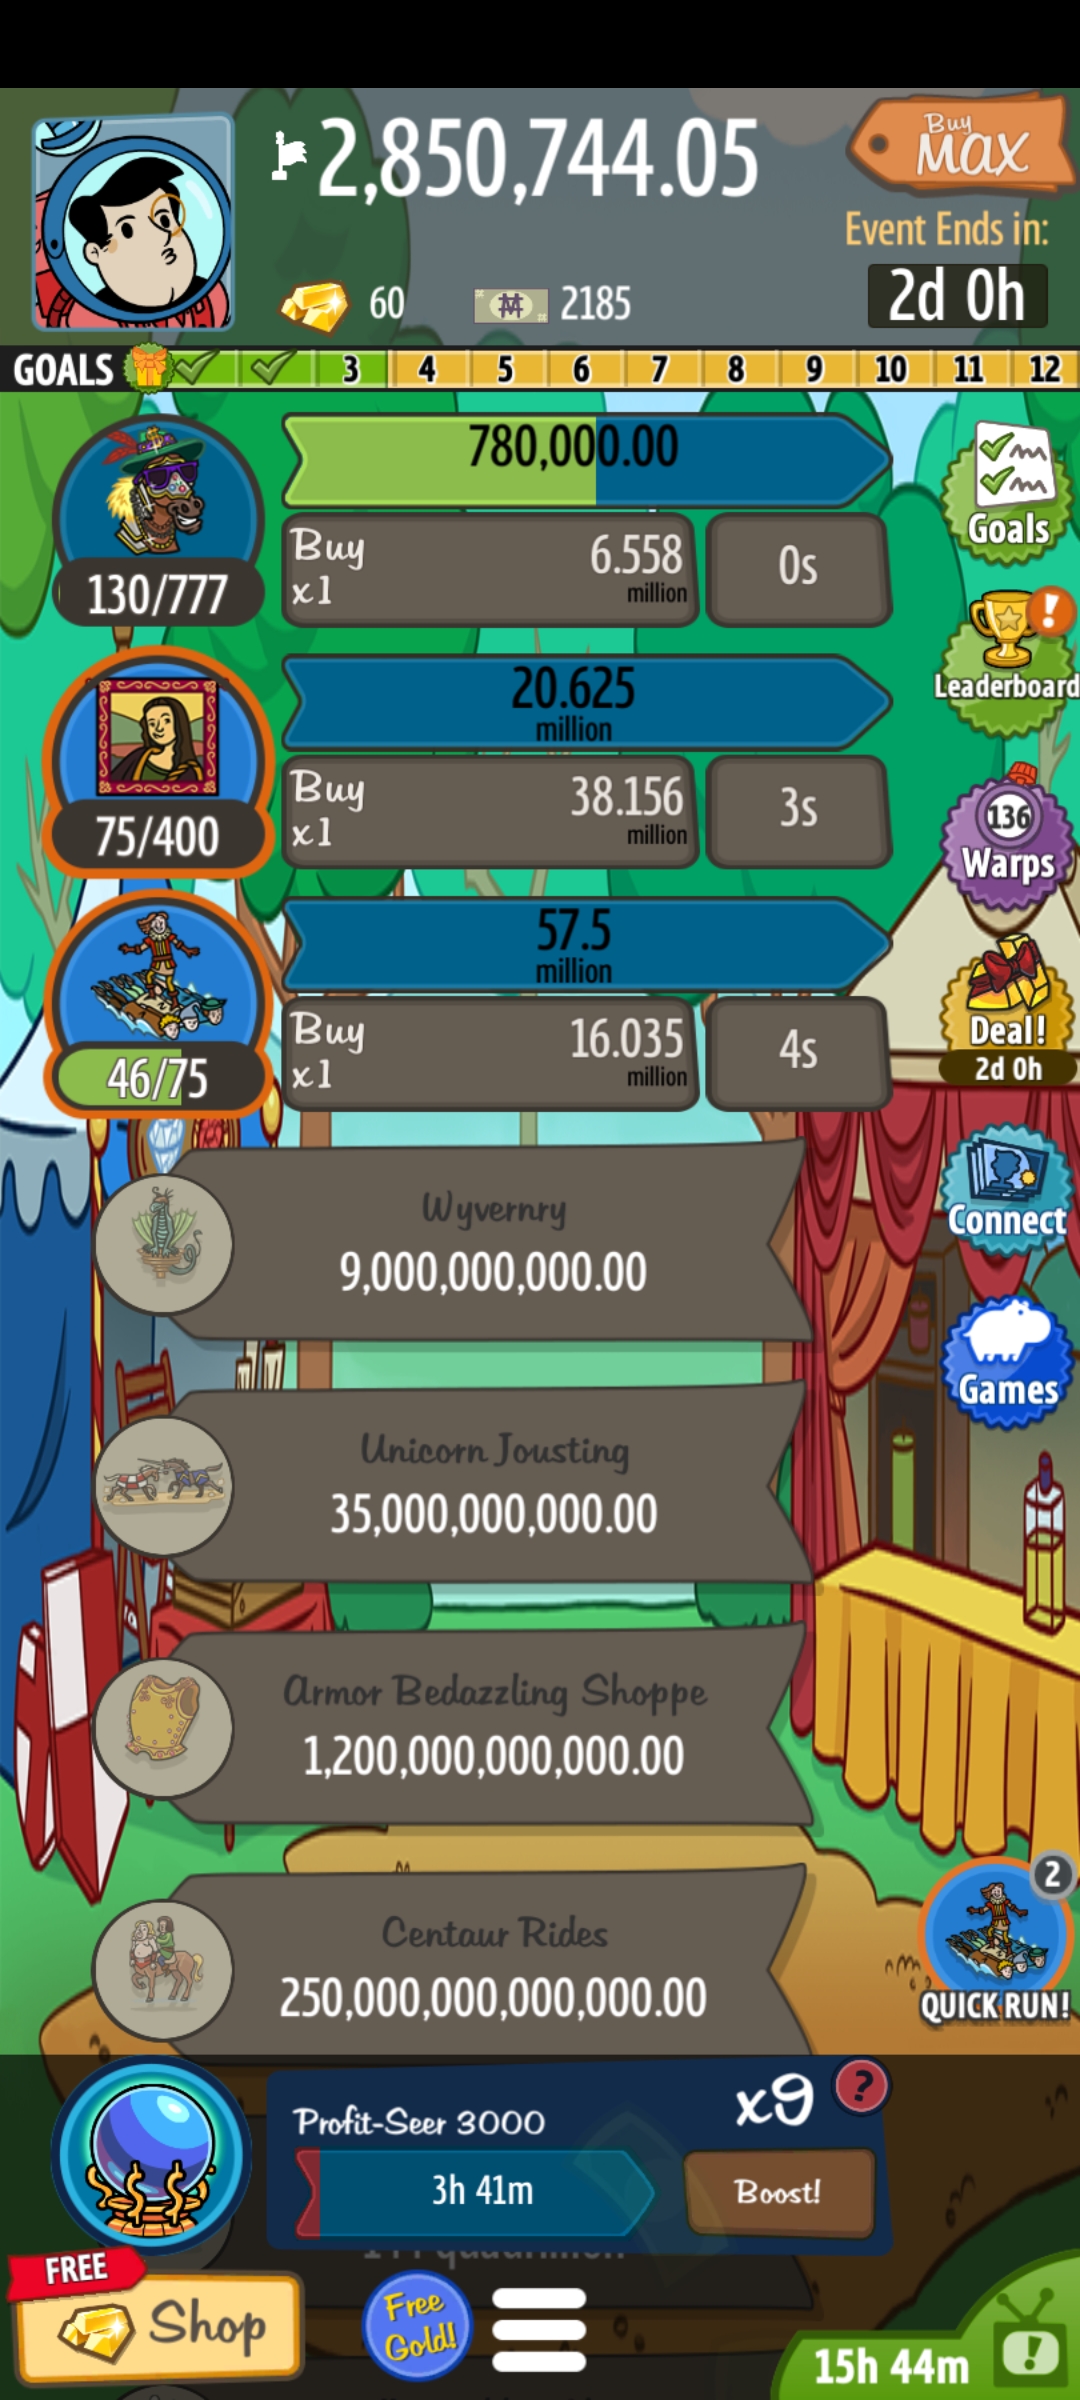 2,850,744.05
Buy
MAX
Event Ends in:
2d 0h
60
2185
GOALS 3 4 5 6 7 8 9 10 11 12
780,000.00
Buy
x1
6.558
million
0s
130/777
Goals
Leaderboard
20.625
million
Buy
x1
38.156
million
3s
75/400
136
Warps
57.5
million
Buy
x1
16.035
million
4s
46/75
Deal!
2d 0h
Wyvernry
9,000,000,000.00
Connect
Unicorn Jousting
35,000,000,000.00
Games
Armor Bedazzling Shoppe
1,200,000,000,000.00
Centaur Rides
250,000,000,000,000.00
2
QUICK RUN!
Profit-Seer 3000
x9
?
3h 41m
Boost!
FREE
Shop
Free
Gold!
15h 44m